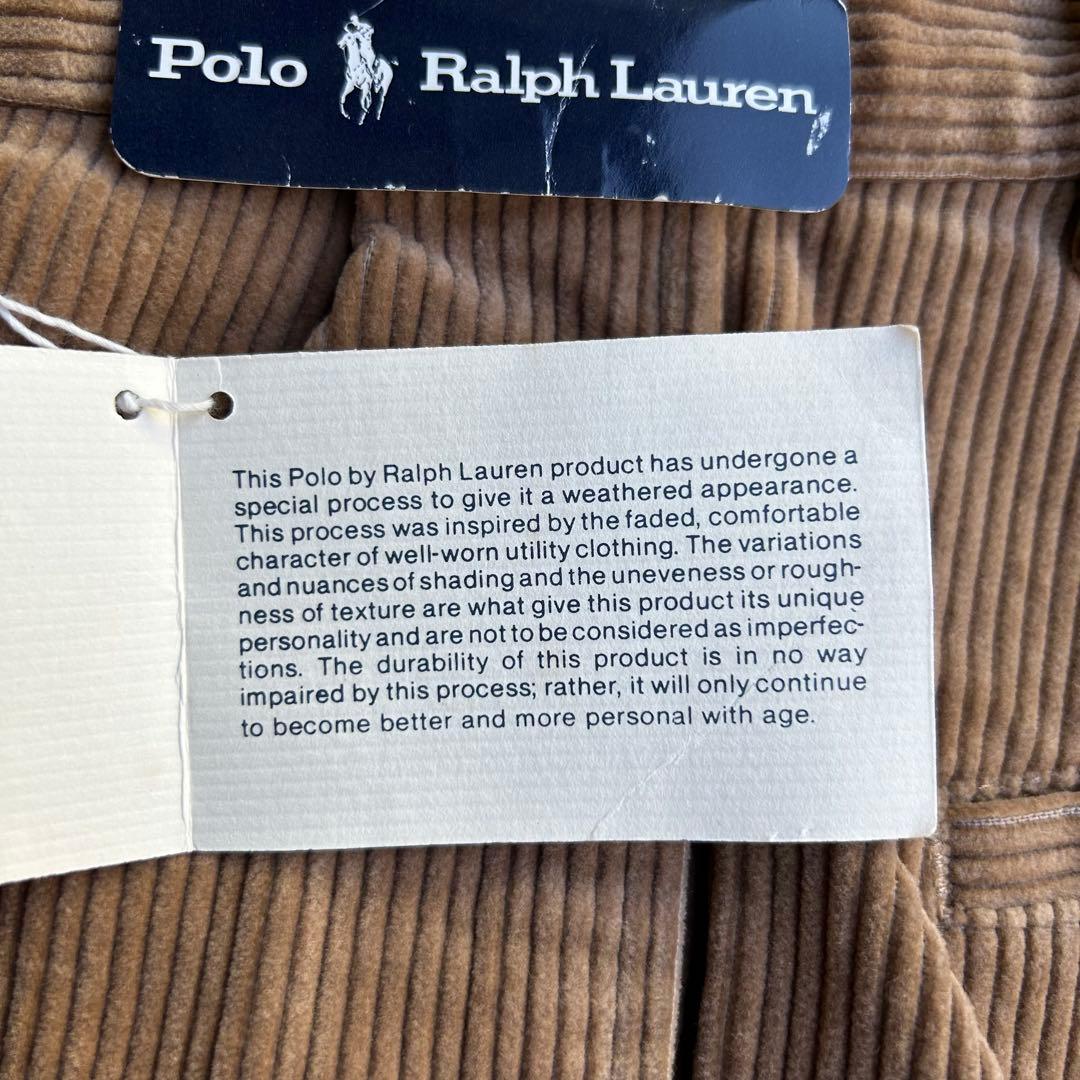 Polo Ralph Lauren
This Polo by Ralph Lauren product has undergone a
special process to give it a weathered appearance.
This process was inspired by the faded, comfortable
character of well-worn utility clothing. The variations
and nuances of shading and the uneveness or rough-
ness of texture are what give this product its unique
personality and are not to be considered as imperfec-
tions. The durability of this product is in no way
impaired by this process; rather, it will only continue
to become better and more personal with age.